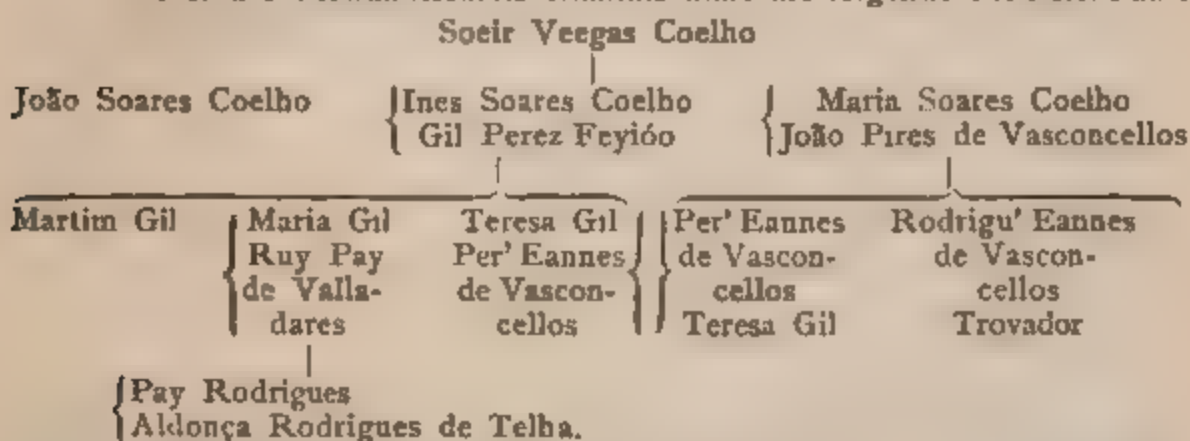 Soeir Veegas Coelho
João Soares Coelho
Ines Soares Coelho
Gil Perez Feyióo
Maria Soares Coelho
João Pires de Vasconcellos
Martim Gil
Maria Gil
Ruy Pay
de Valla-
dares
Teresa Gil
Per' Eannes
de Vascon-
cellos
Per' Eannes
de Vascon-
cellos
Teresa Gil
Rodrigu' Eannes
de Vascon-
cellos
Trovador
Pay Rodrigues
Aldonça Rodrigues de Telha.